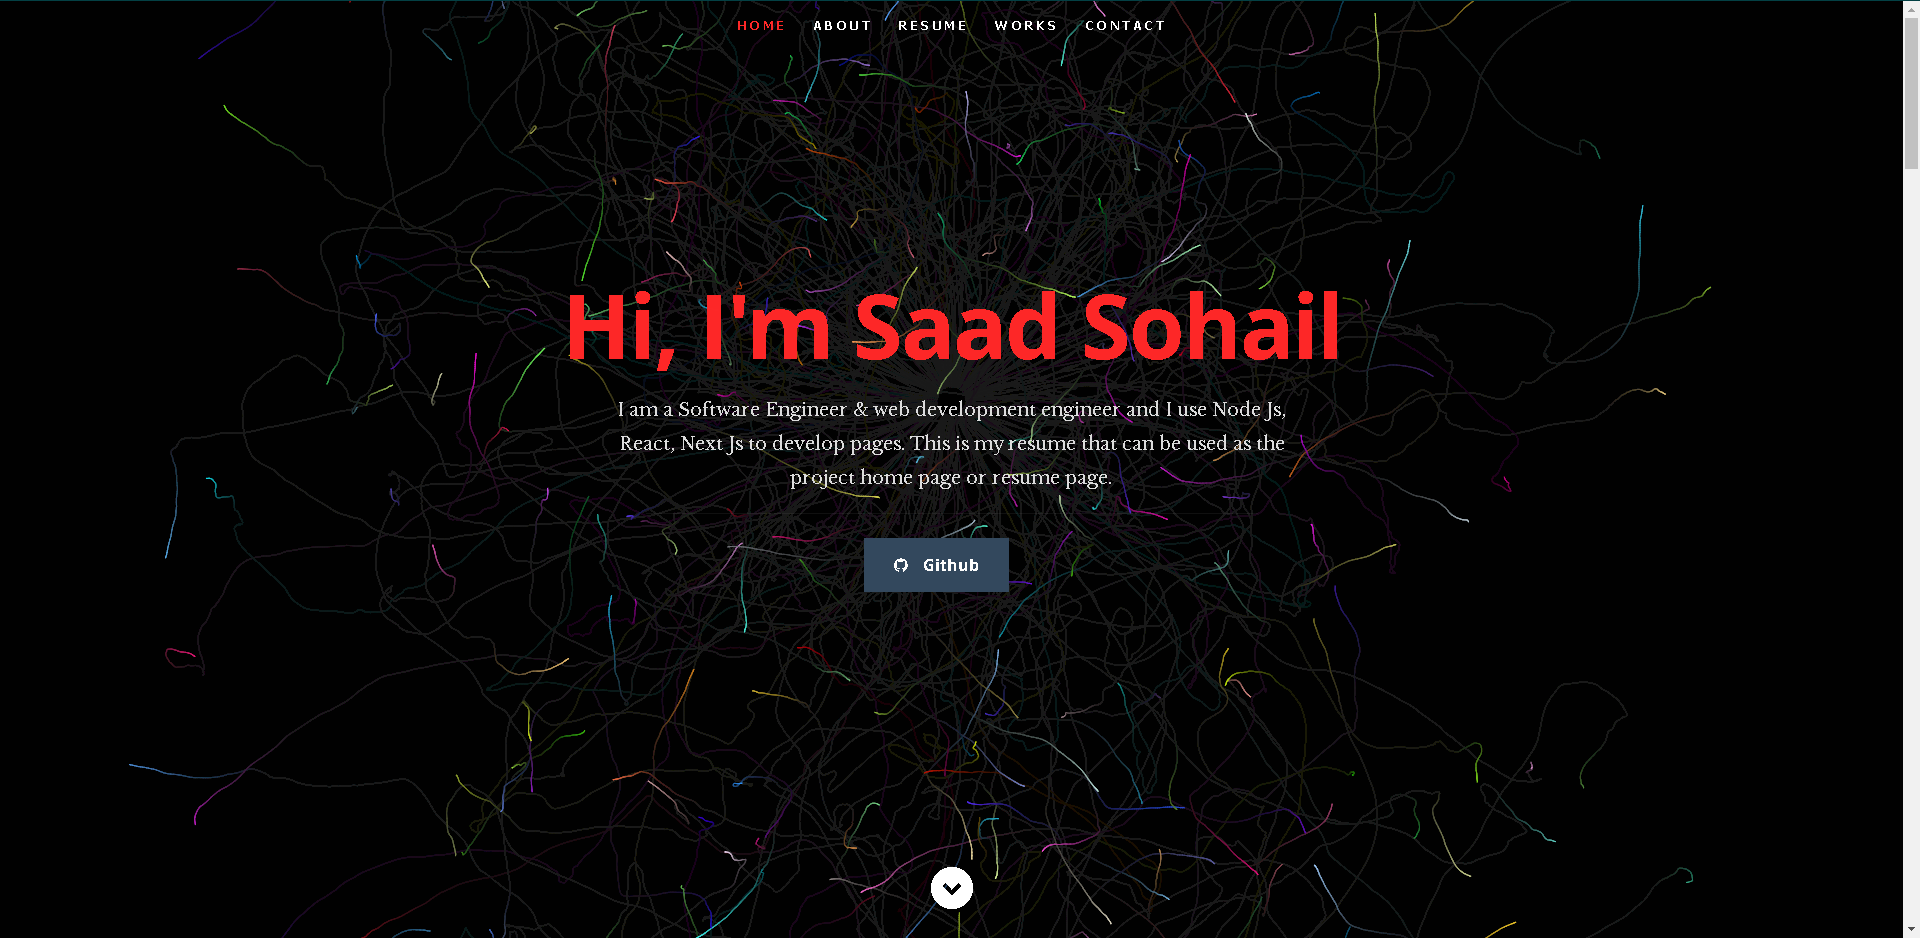 HOME ABOUT RESUME WORKS CONTACT
Hi, I'm Saad Sohail
I am a Software Engineer & web development engineer and I use Node Js,
React, Next Js to develop pages. This is my resume that can be used as the
project home page or resume page.
Github